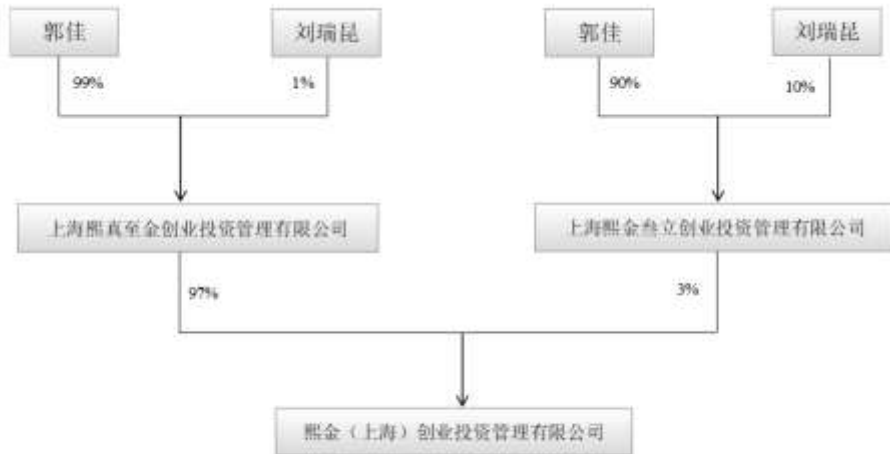 郭佳
刘瑞昆
郭佳
刘瑞昆
99%
1%
90%
10%
上海熙真至金创业投资管理有限公司
上海熙金叁立创业投资管理有限公司
97%
3%
熙金（上海）创业投资管理有限公司